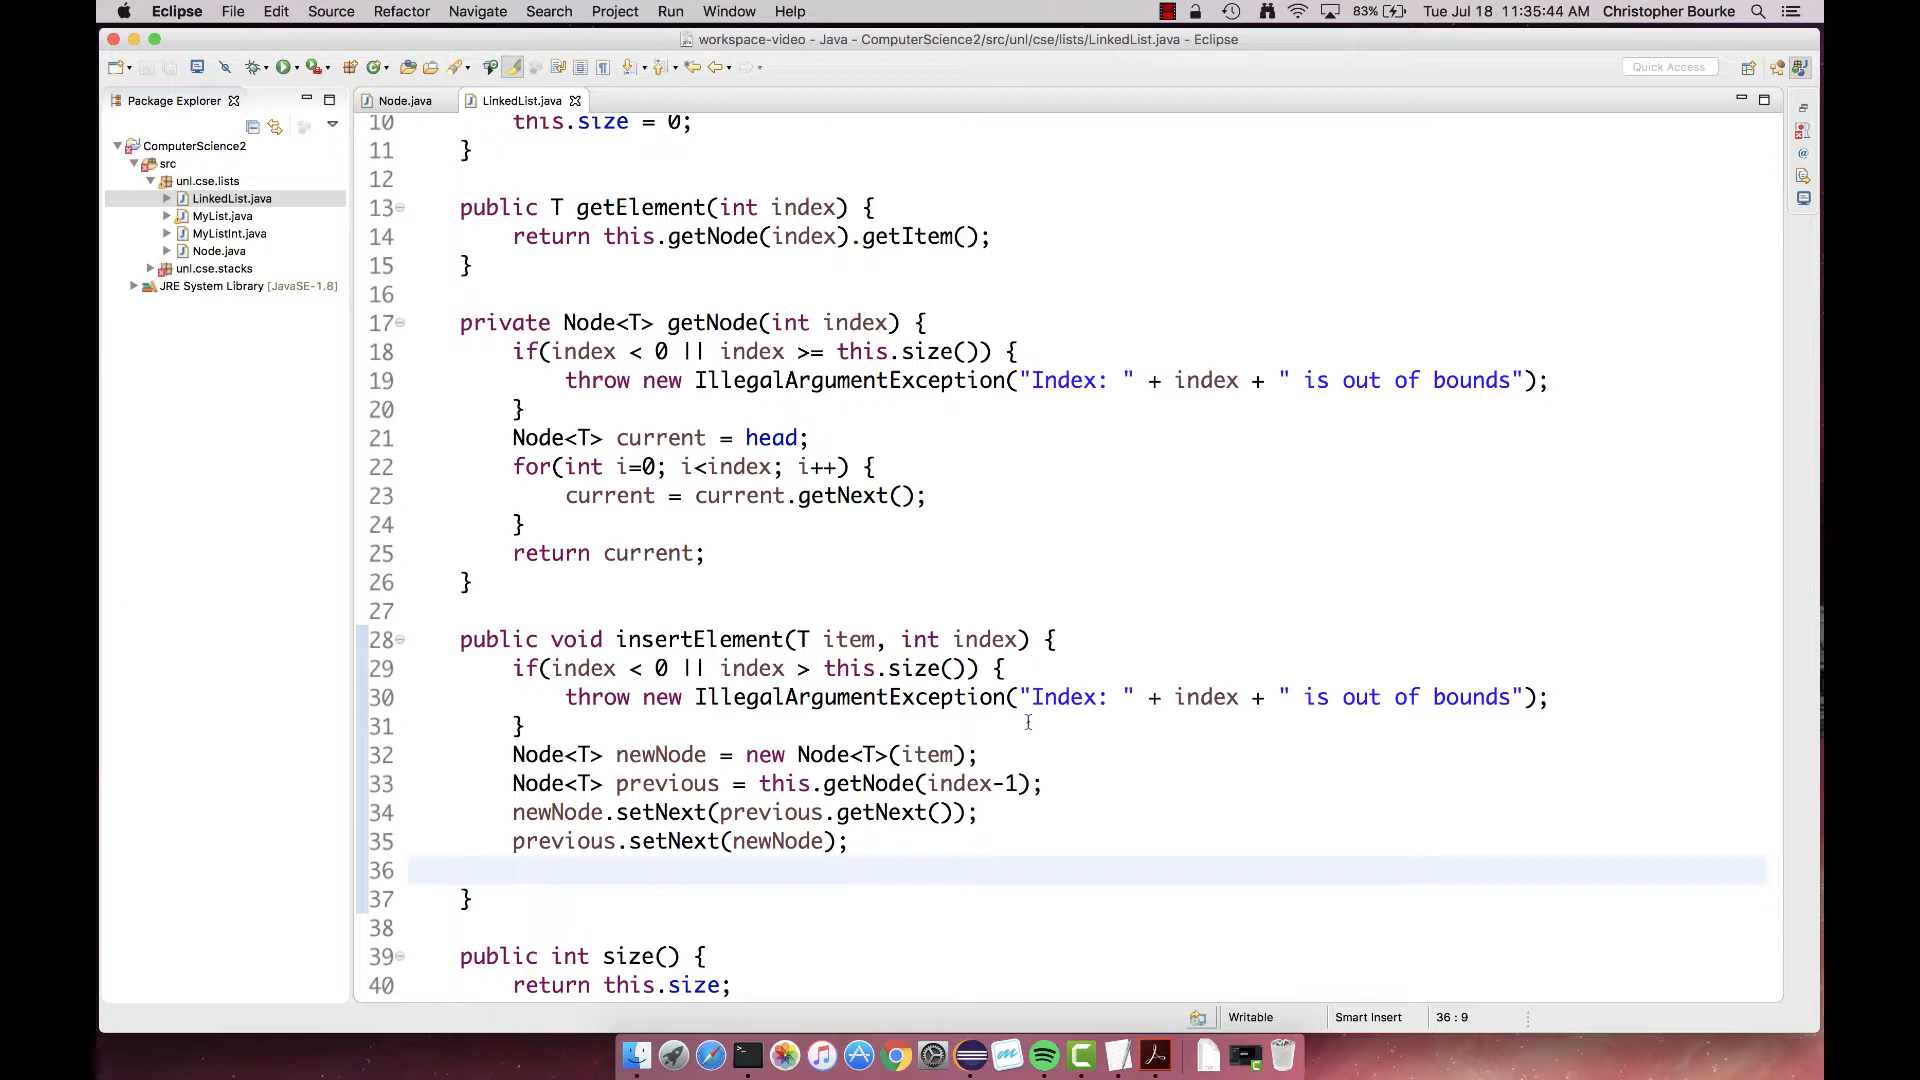 Eclipse File Edit Source Refactor Navigate Search Project Run Window Help 83% Tue Jul 18 11:35:44 AM Christopher Bourke
workspace-video - Java - ComputerScience2/src/unl/cse/lists/LinkedList.java - Eclipse
Quick Access
Package Explorer
Node.java LinkedList.java
ComputerScience2
src
unl.cse.lists
LinkedList.java
MyList.java
MyListInt.java
Node.java
unl.cse.stacks
JRE System Library [JavaSE-1.8]
10 this.size = 0;
11 }
12
13 public T getElement(int index) {
14 return this.getNode(index).getItem();
15 }
16
17 private Node<T> getNode(int index) {
18 if(index < 0 || index >= this.size()) {
19 throw new IllegalArgumentException("Index: " + index + " is out of bounds");
20 }
21 Node<T> current = head;
22 for(int i=0; i<index; i++) {
23 current = current.getNext();
24 }
25 return current;
26 }
27
28 public void insertElement(T item, int index) {
29 if(index < 0 || index > this.size()) {
30 throw new IllegalArgumentException("Index: " + index + " is out of bounds");
31 }
32 Node<T> newNode = new Node<T>(item);
33 Node<T> previous = this.getNode(index-1);
34 newNode.setNext(previous.getNext());
35 previous.setNext(newNode);
36
37 }
38
39 public int size() {
40 return this.size;
Writable Smart Insert 36 : 9